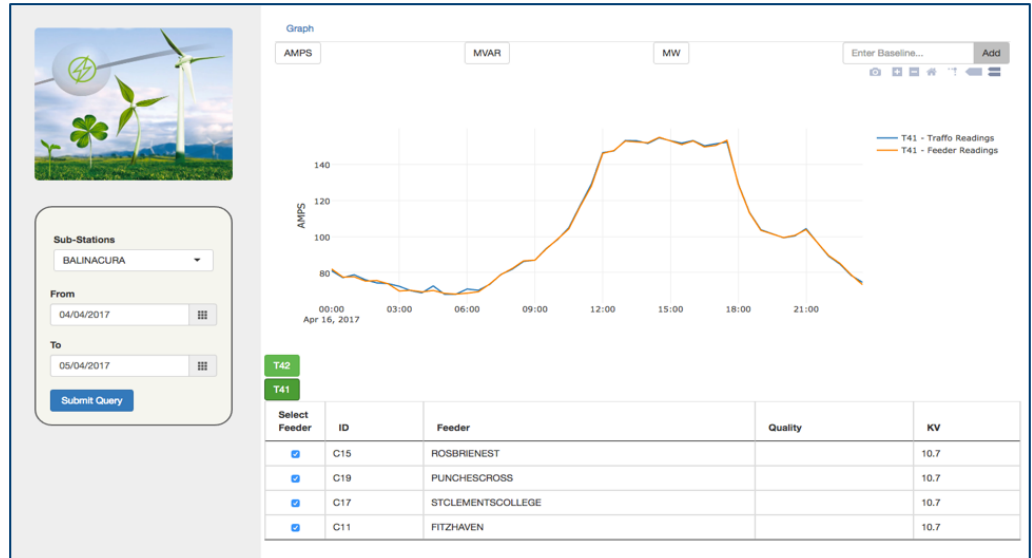 Sub-Stations
BALINACURA
From
04/04/2017
To
05/04/2017
Submit Query
Graph
AMPS MVAR MW Enter Baseline... Add
T41 - Traffo Readings
T41 - Feeder Readings
AMPS
140
120
100
80
00:00 03:00 06:00 09:00 12:00 15:00 18:00 21:00
Apr 16, 2017
T42
T41
Select Feeder ID Feeder Quality KV
C15 ROSBRIENEST 10.7
C19 PUNCHESCROSS 10.7
C17 STCLEMENTSCOLLEGE 10.7
C11 FITZHAVEN 10.7